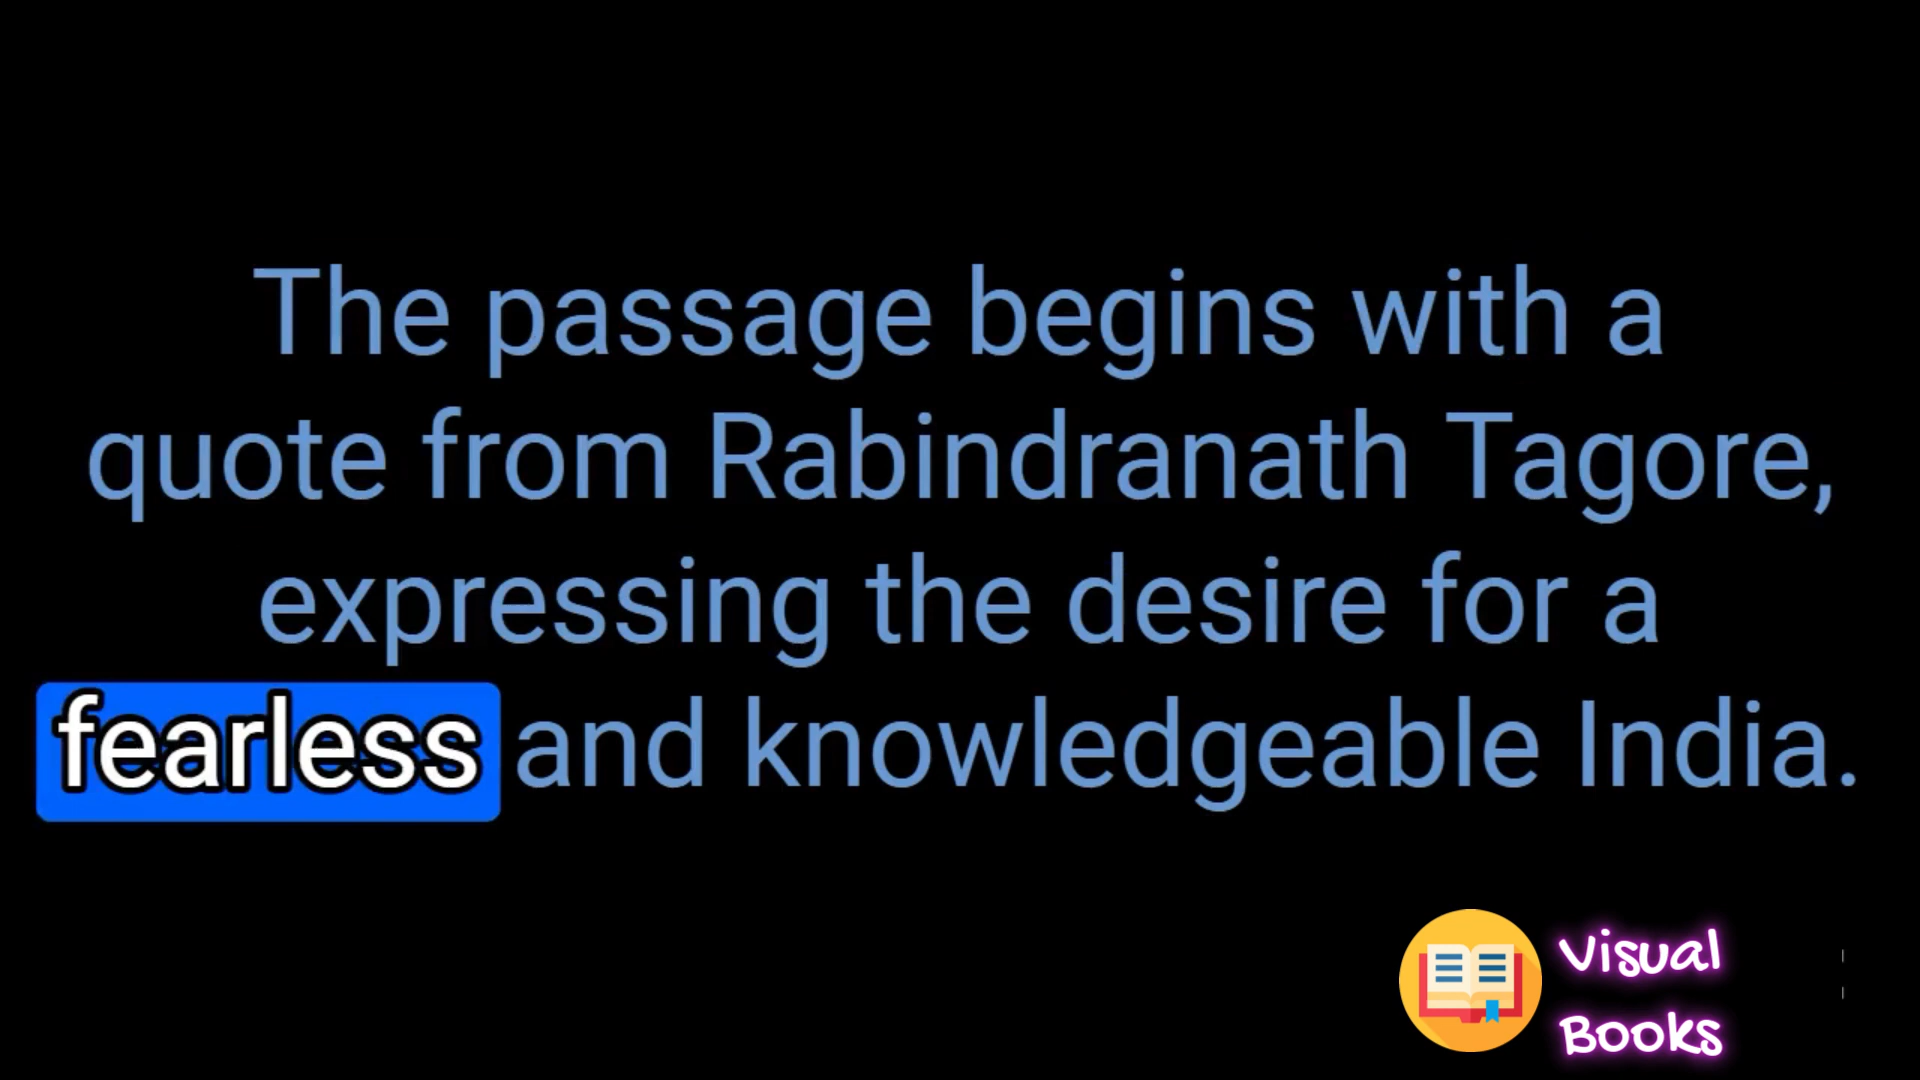 The passage begins with a
quote from Rabindranath Tagore,
expressing the desire for a
fearless and knowledgeable India.
Visual
Books